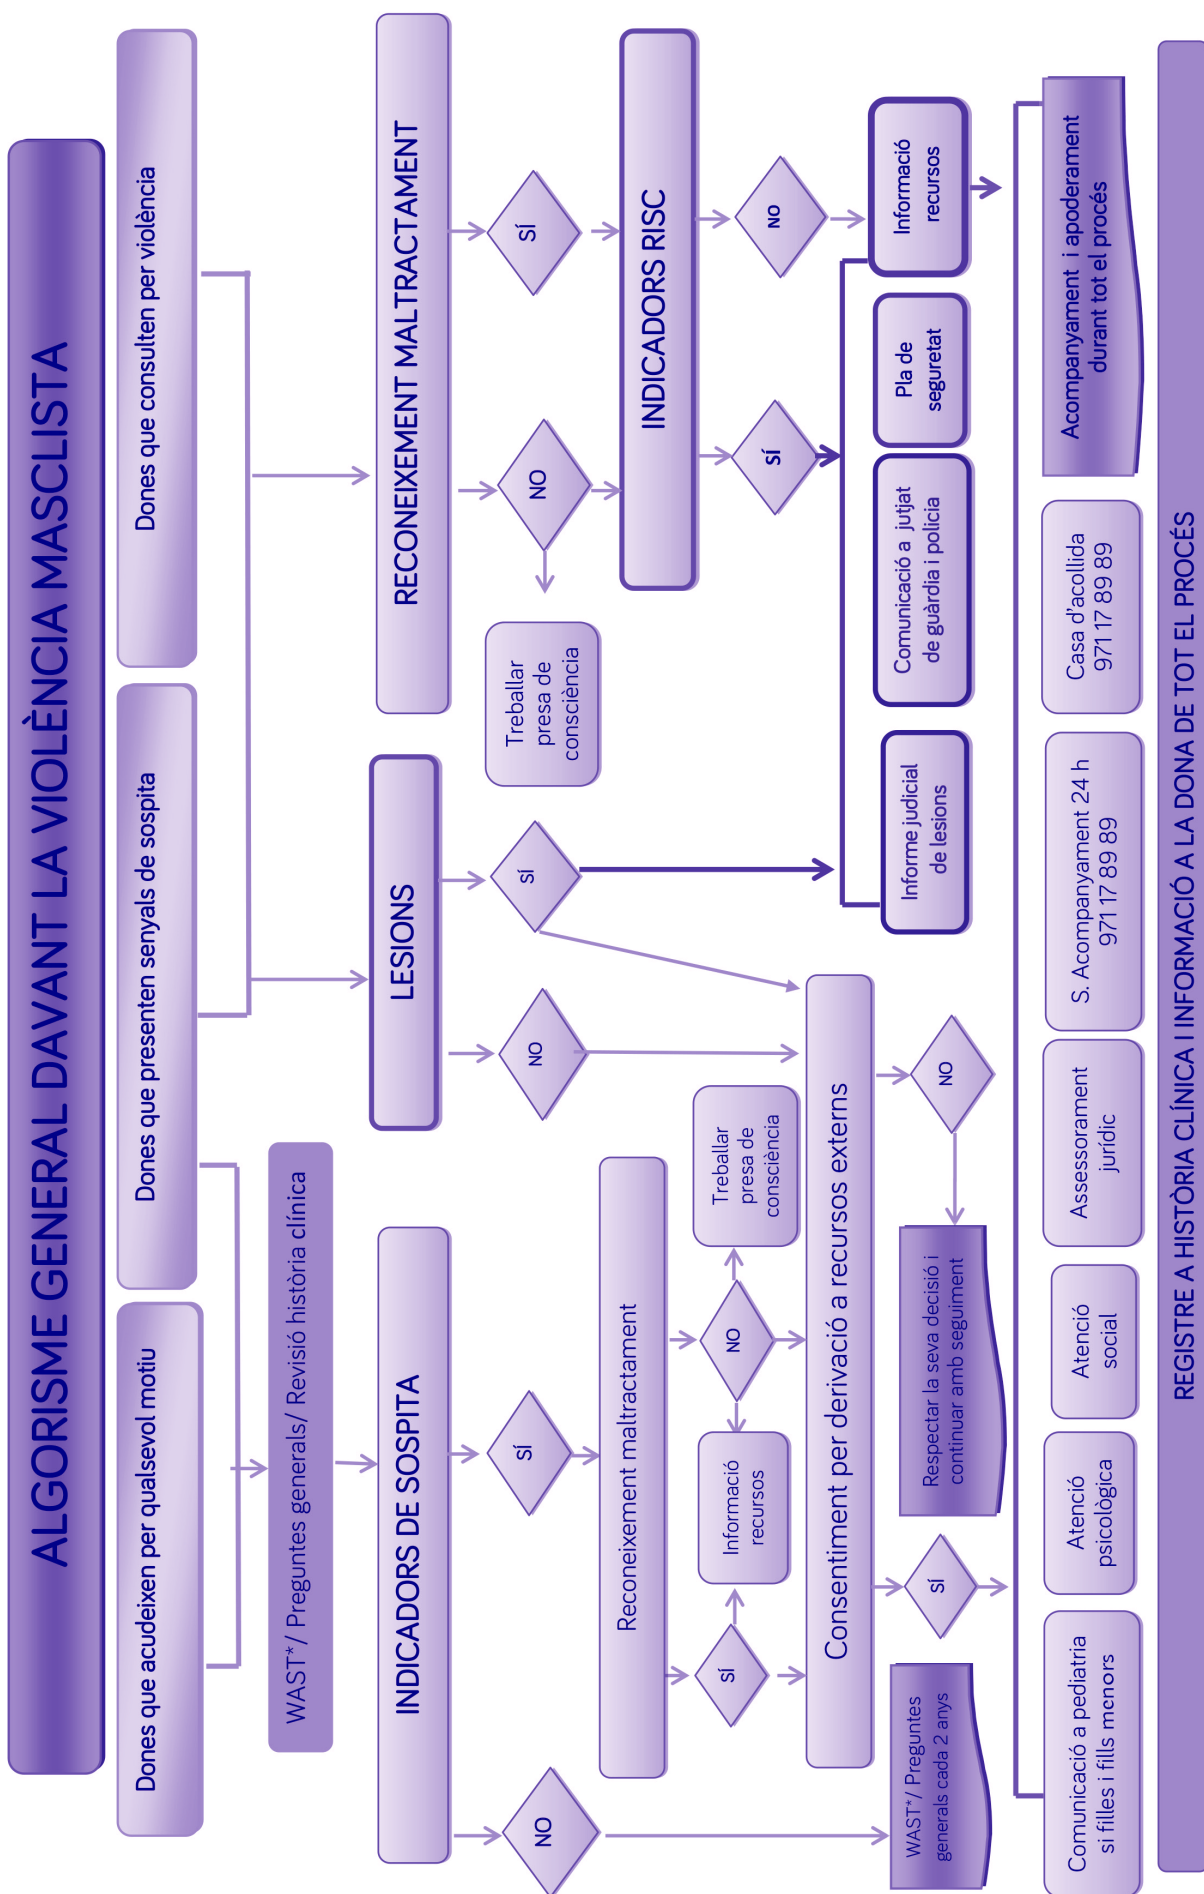 ALGORISME GENERAL DAVANT LA VIOLÈNCIA MASCLISTA
Dones que acudeixen per qualsevol motiu
Dones que presenten senyals de sospita
Dones que consulten per violència
WAST*/ Preguntes generals/ Revisió història clínica
INDICADORS DE SOSPITA
LESIONS
RECONEIXEMENT MALTRACTAMENT
NO
SÍ
NO
SÍ
NO
SÍ
Treballar
presa de
consciència
Reconeixement maltractament
INDICADORS RISC
SÍ
NO
Informació
recursos
Treballar
presa de
consciència
SÍ
NO
Consentiment per derivació a recursos externs
WAST*/ Preguntes
generals cada 2 anys
SÍ
Respectar la seva decisió i
continuar amb seguiment
NO
Informe judicial
de lesions
Comunicació a jutjat
de guàrdia i policia
Pla de
seguretat
Informació
recursos
Comunicació a pediatria
si filles i fills menors
Atenció
psicològica
Atenció
social
Assessorament
jurídic
S. Acompanyament 24 h
971 17 89 89
Casa d'acollida
971 17 89 89
Acompanyament i apoderament
durant tot el procés
REGISTRE A HISTÒRIA CLÍNICA I INFORMACIÓ A LA DONA DE TOT EL PROCÉS